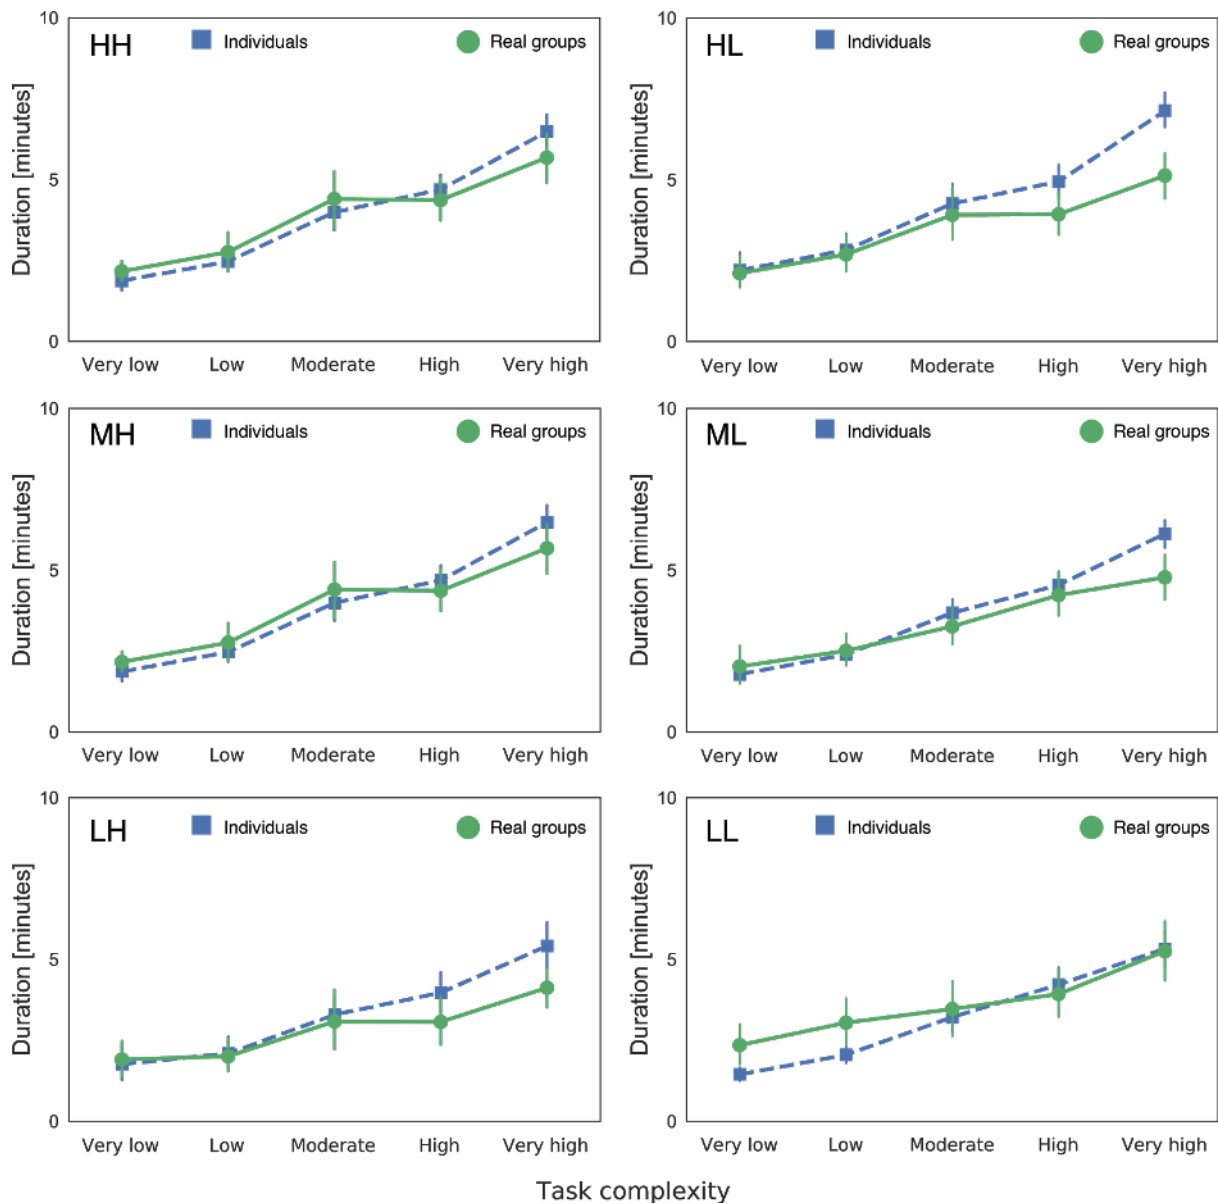 HH Individuals Real groups
10
5
0
Duration [minutes]
Very low Low Moderate High Very high
HL Individuals Real groups
10
5
0
Duration [minutes]
Very low Low Moderate High Very high
MH Individuals Real groups
10
5
0
Duration [minutes]
Very low Low Moderate High Very high
ML Individuals Real groups
10
5
0
Duration [minutes]
Very low Low Moderate High Very high
LH Individuals Real groups
10
5
0
Duration [minutes]
Very low Low Moderate High Very high
LL Individuals Real groups
10
5
0
Duration [minutes]
Very low Low Moderate High Very high
Task complexity